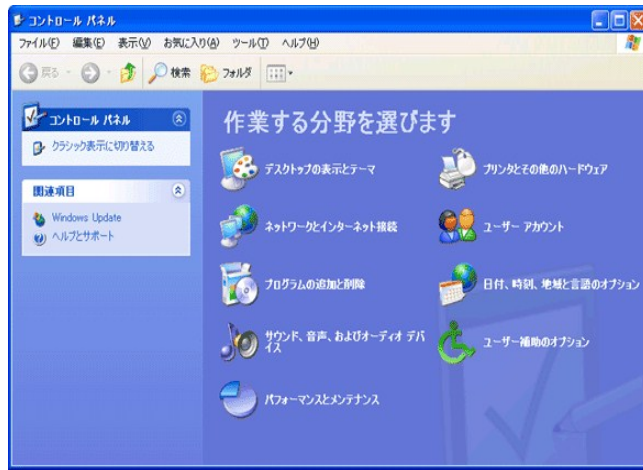 コントロール パネル
ファイル(F) 編集(E) 表示(V) お気に入り(A) ツール(T) ヘルプ(H)
戻る 検索 フォルダ
コントロール パネル
クラシック表示に切り替える
関連項目
Windows Update
ヘルプとサポート
作業する分野を選びます
デスクトップの表示とテーマ
プリンタとその他のハードウェア
ネットワークとインターネット接続
ユーザー アカウント
プログラムの追加と削除
日付、時刻、地域と言語のオプション
サウンド、音声、およびオーディオ デバ
イス
ユーザー補助のオプション
パフォーマンスとメンテナンス